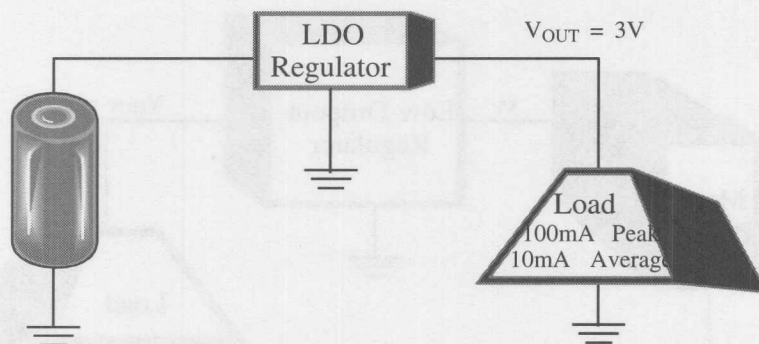 LDO
Regulator
V_OUT = 3V
Load
100mA Peak
10mA Average